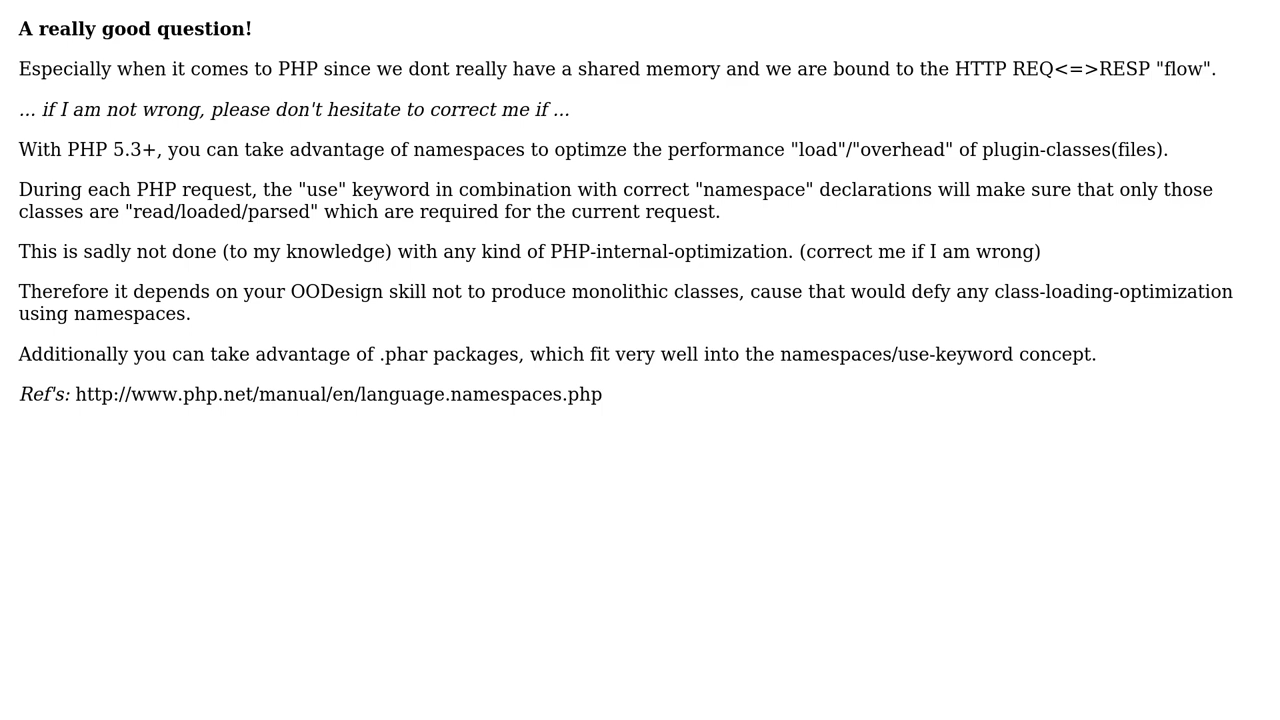 A really good question!
Especially when it comes to PHP since we dont really have a shared memory and we are bound to the HTTP REQ<=>RESP "flow".
... if I am not wrong, please don't hesitate to correct me if ...
With PHP 5.3+, you can take advantage of namespaces to optimze the performance "load"/"overhead" of plugin-classes(files).
During each PHP request, the "use" keyword in combination with correct "namespace" declarations will make sure that only those
classes are "read/loaded/parsed" which are required for the current request.
This is sadly not done (to my knowledge) with any kind of PHP-internal-optimization. (correct me if I am wrong)
Therefore it depends on your OODesign skill not to produce monolithic classes, cause that would defy any class-loading-optimization
using namespaces.
Additionally you can take advantage of .phar packages, which fit very well into the namespaces/use-keyword concept.
Ref's: http://www.php.net/manual/en/language.namespaces.php